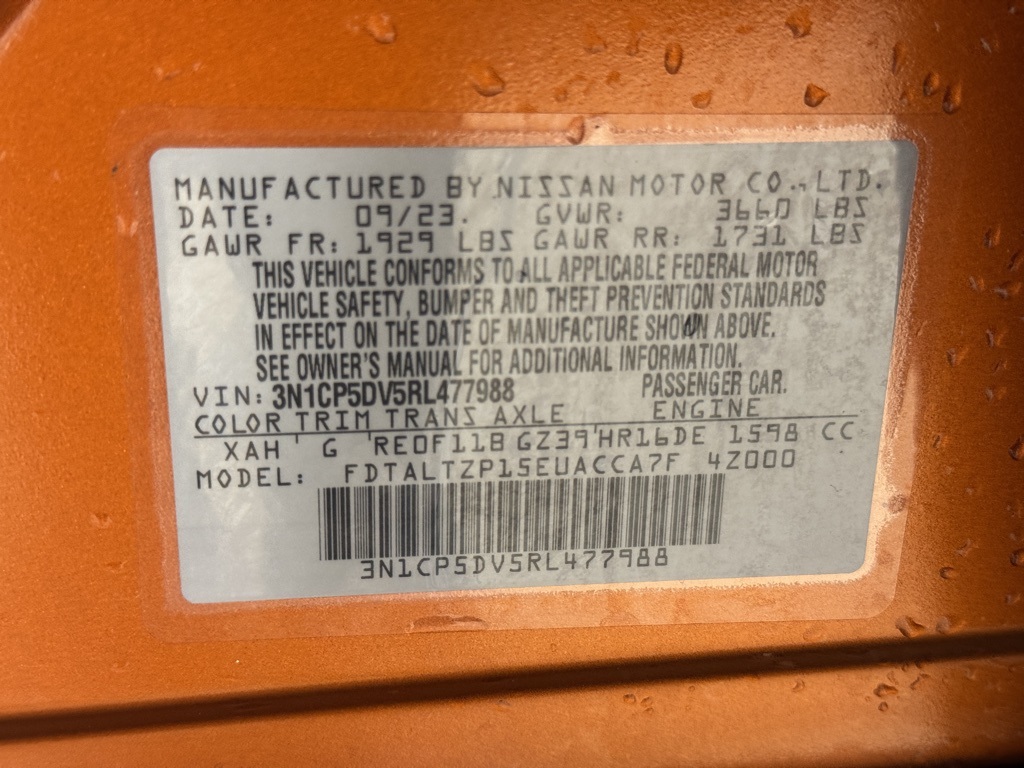 MANUFACTURED BY NISSAN MOTOR CO., LTD.
DATE: 09/23. GVWR: 3660 LBS
GAWR FR: 1929 LBS GAWR RR: 1731 LBS
THIS VEHICLE CONFORMS TO ALL APPLICABLE FEDERAL MOTOR
VEHICLE SAFETY, BUMPER AND THEFT PREVENTION STANDARDS
IN EFFECT ON THE DATE OF MANUFACTURE SHOWN ABOVE.
SEE OWNER'S MANUAL FOR ADDITIONAL INFORMATION.
VIN: 3N1CP5DV5RL477988 PASSENGER CAR.
COLOR TRIM TRANS AXLE ENGINE
XAH G RE0F11B GZ39 HR16DE 1598 CC
MODEL: FDTALTZP15EUACCA7F 4Z000
3N1CP5DV5RL477988